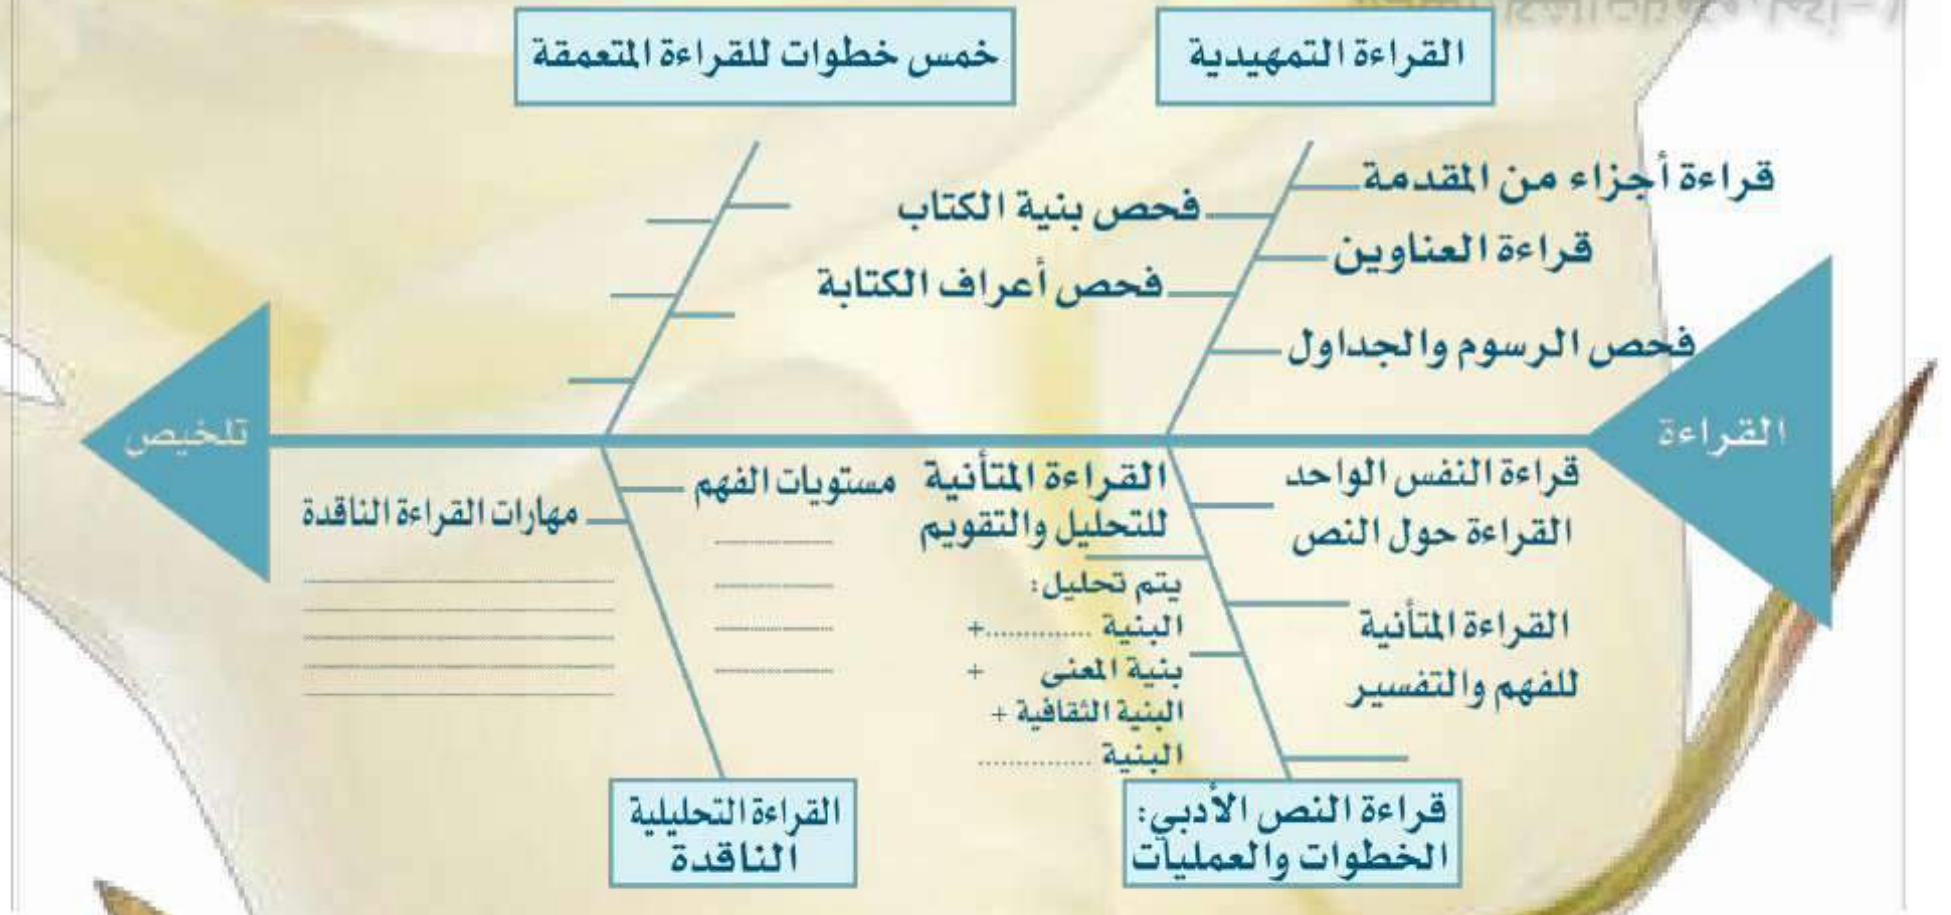 القراءة التمهيدية
خمس خطوات للقراءة المتعمقة
قراءة أجزاء من المقدمة
فحص بنية الكتاب
قراءة العناوين
فحص أعراف الكتابة
فحص الرسوم والجداول
القراءة
تلخيص
قراءة النفس الواحد
القراءة حول النص
القراءة المتأنية
للفهم والتفسير
القراءة المتأنية
للتحليل والتقويم
يتم تحليل:
البنية ..............+
بنية المعنى +
البنية الثقافية +
البنية ...............
مستويات الفهم
مهارات القراءة الناقدة
قراءة النص الأدبي:
الخطوات والعمليات
القراءة التحليلية
الناقدة